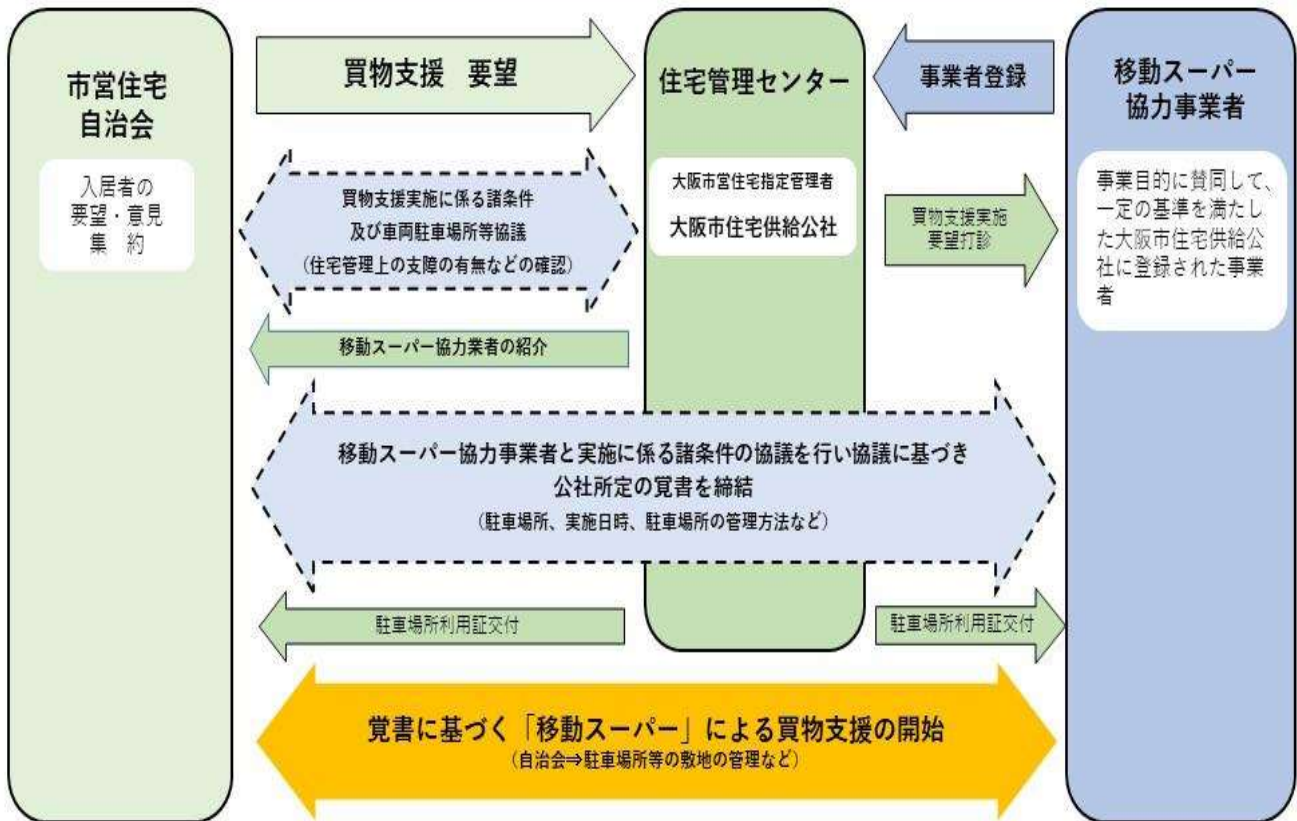 市営住宅
自治会
入居者の
要望・意見
集　約
買物支援　要望
住宅管理センター
大阪市営住宅指定管理者
大阪市住宅供給公社
事業者登録
移動スーパー
協力事業者
事業目的に賛同して、
一定の基準を満たし
た大阪市住宅供給公
社に登録された事業
者
買物支援実施に係る諸条件
及び車両駐車場所等協議
（住宅管理上の支障の有無などの確認）
買物支援実施
要望打診
移動スーパー協力業者の紹介
移動スーパー協力事業者と実施に係る諸条件の協議を行い協議に基づき
公社所定の覚書を締結
（駐車場所、実施日時、駐車場所の管理方法など）
駐車場所利用証交付
駐車場所利用証交付
覚書に基づく「移動スーパー」による買物支援の開始
（自治会⇒駐車場所等の敷地の管理など）